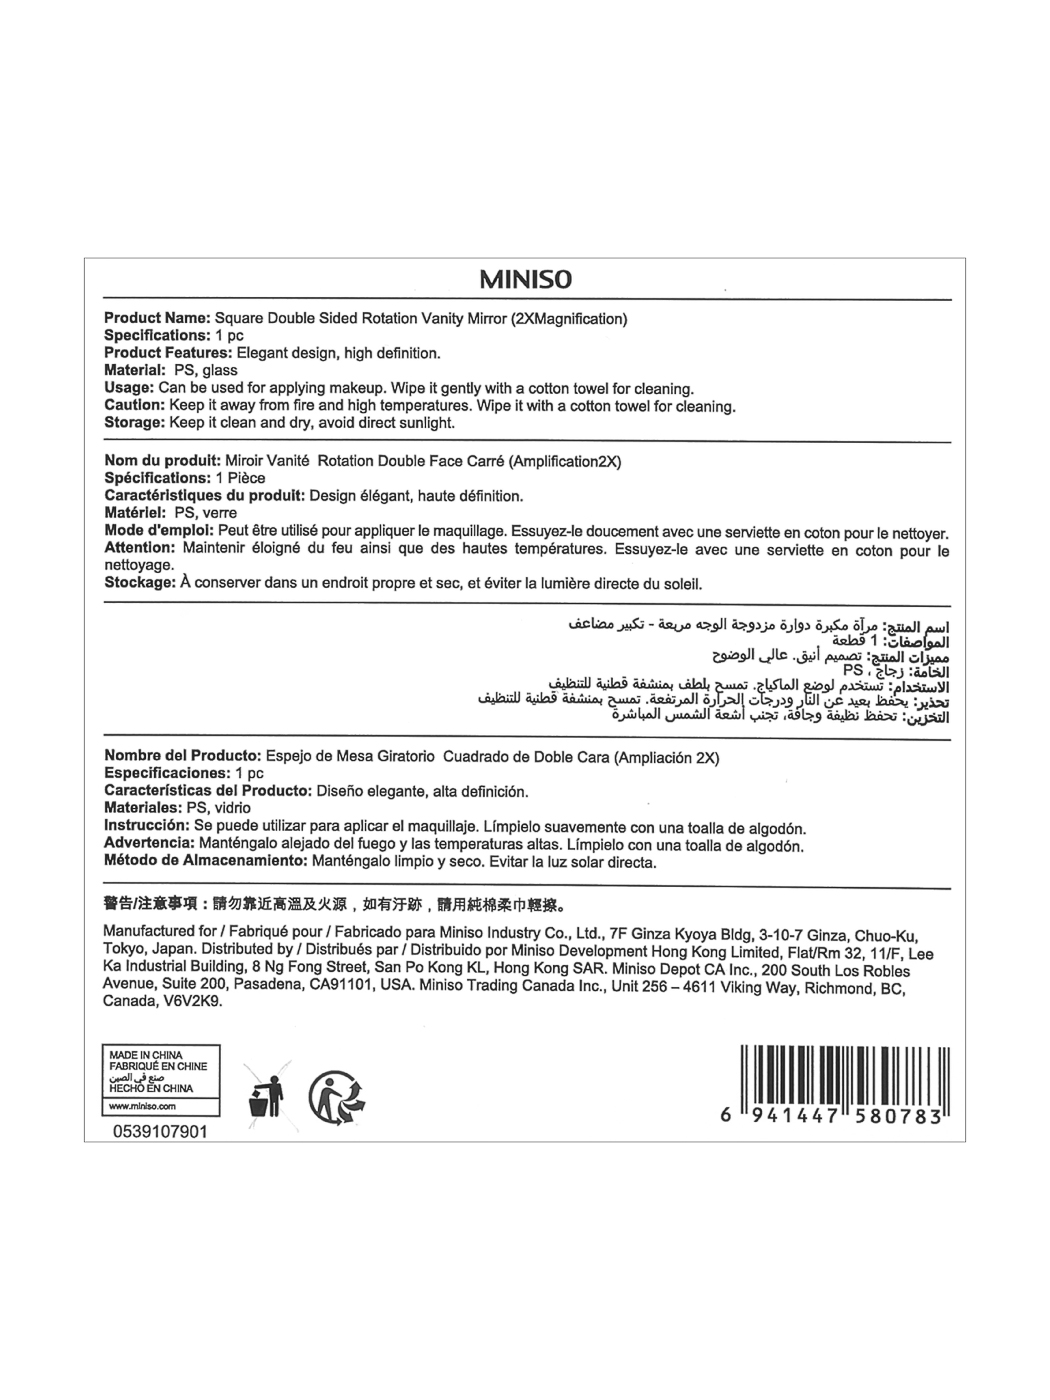 MINISO
Product Name: Square Double Sided Rotation Vanity Mirror (2XMagnification)
Specifications: 1 pc
Product Features: Elegant design, high definition.
Material: PS, glass
Usage: Can be used for applying makeup. Wipe it gently with a cotton towel for cleaning.
Caution: Keep it away from fire and high temperatures. Wipe it with a cotton towel for cleaning.
Storage: Keep it clean and dry, avoid direct sunlight.
Nom du produit: Miroir Vanité Rotation Double Face Carré (Amplification2X)
Spécifications: 1 Pièce
Caractéristiques du produit: Design élégant, haute définition.
Matériel: PS, verre
Mode d'emploi: Peut être utilisé pour appliquer le maquillage. Essuyez-le doucement avec une serviette en coton pour le nettoyer.
Attention: Maintenir éloigné du feu ainsi que des hautes températures. Essuyez-le avec une serviette en coton pour le
nettoyage.
Stockage: À conserver dans un endroit propre et sec, et éviter la lumière directe du soleil.
اسم المنتج: مرآة مكبرة دوارة مزدوجة الوجه مربعة - تكبير مضاعف
المواصفات: 1 قطعة
مميزات المنتج: تصميم أنيق. عالي الوضوح
الخامة: زجاج ، PS
الاستخدام: تستخدم لوضع الماكياج. تمسح بلطف بمنشفة قطنية للتنظيف
تحذير: يحفظ بعيد عن النار ودرجات الحرارة المرتفعة. تمسح بمنشفة قطنية للتنظيف
التخزين: تحفظ نظيفة وجافة، تجنب أشعة الشمس المباشرة
Nombre del Producto: Espejo de Mesa Giratorio Cuadrado de Doble Cara (Ampliación 2X)
Especificaciones: 1 pc
Características del Producto: Diseño elegante, alta definición.
Materiales: PS, vidrio
Instrucción: Se puede utilizar para aplicar el maquillaje. Límpielo suavemente con una toalla de algodón.
Advertencia: Manténgalo alejado del fuego y las temperaturas altas. Límpielo con una toalla de algodón.
Método de Almacenamiento: Manténgalo limpio y seco. Evitar la luz solar directa.
警告/注意事項：請勿靠近高溫及火源，如有汙跡，請用純棉柔巾輕擦。
Manufactured for / Fabriqué pour / Fabricado para Miniso Industry Co., Ltd., 7F Ginza Kyoya Bldg, 3-10-7 Ginza, Chuo-Ku,
Tokyo, Japan. Distributed by / Distribués par / Distribuido por Miniso Development Hong Kong Limited, Flat/Rm 32, 11/F, Lee
Ka Industrial Building, 8 Ng Fong Street, San Po Kong KL, Hong Kong SAR. Miniso Depot CA Inc., 200 South Los Robles
Avenue, Suite 200, Pasadena, CA91101, USA. Miniso Trading Canada Inc., Unit 256 – 4611 Viking Way, Richmond, BC,
Canada, V6V2K9.
MADE IN CHINA
FABRIQUÉ EN CHINE
صنع في الصين
HECHO EN CHINA
www.miniso.com
0539107901
6 941447 580783